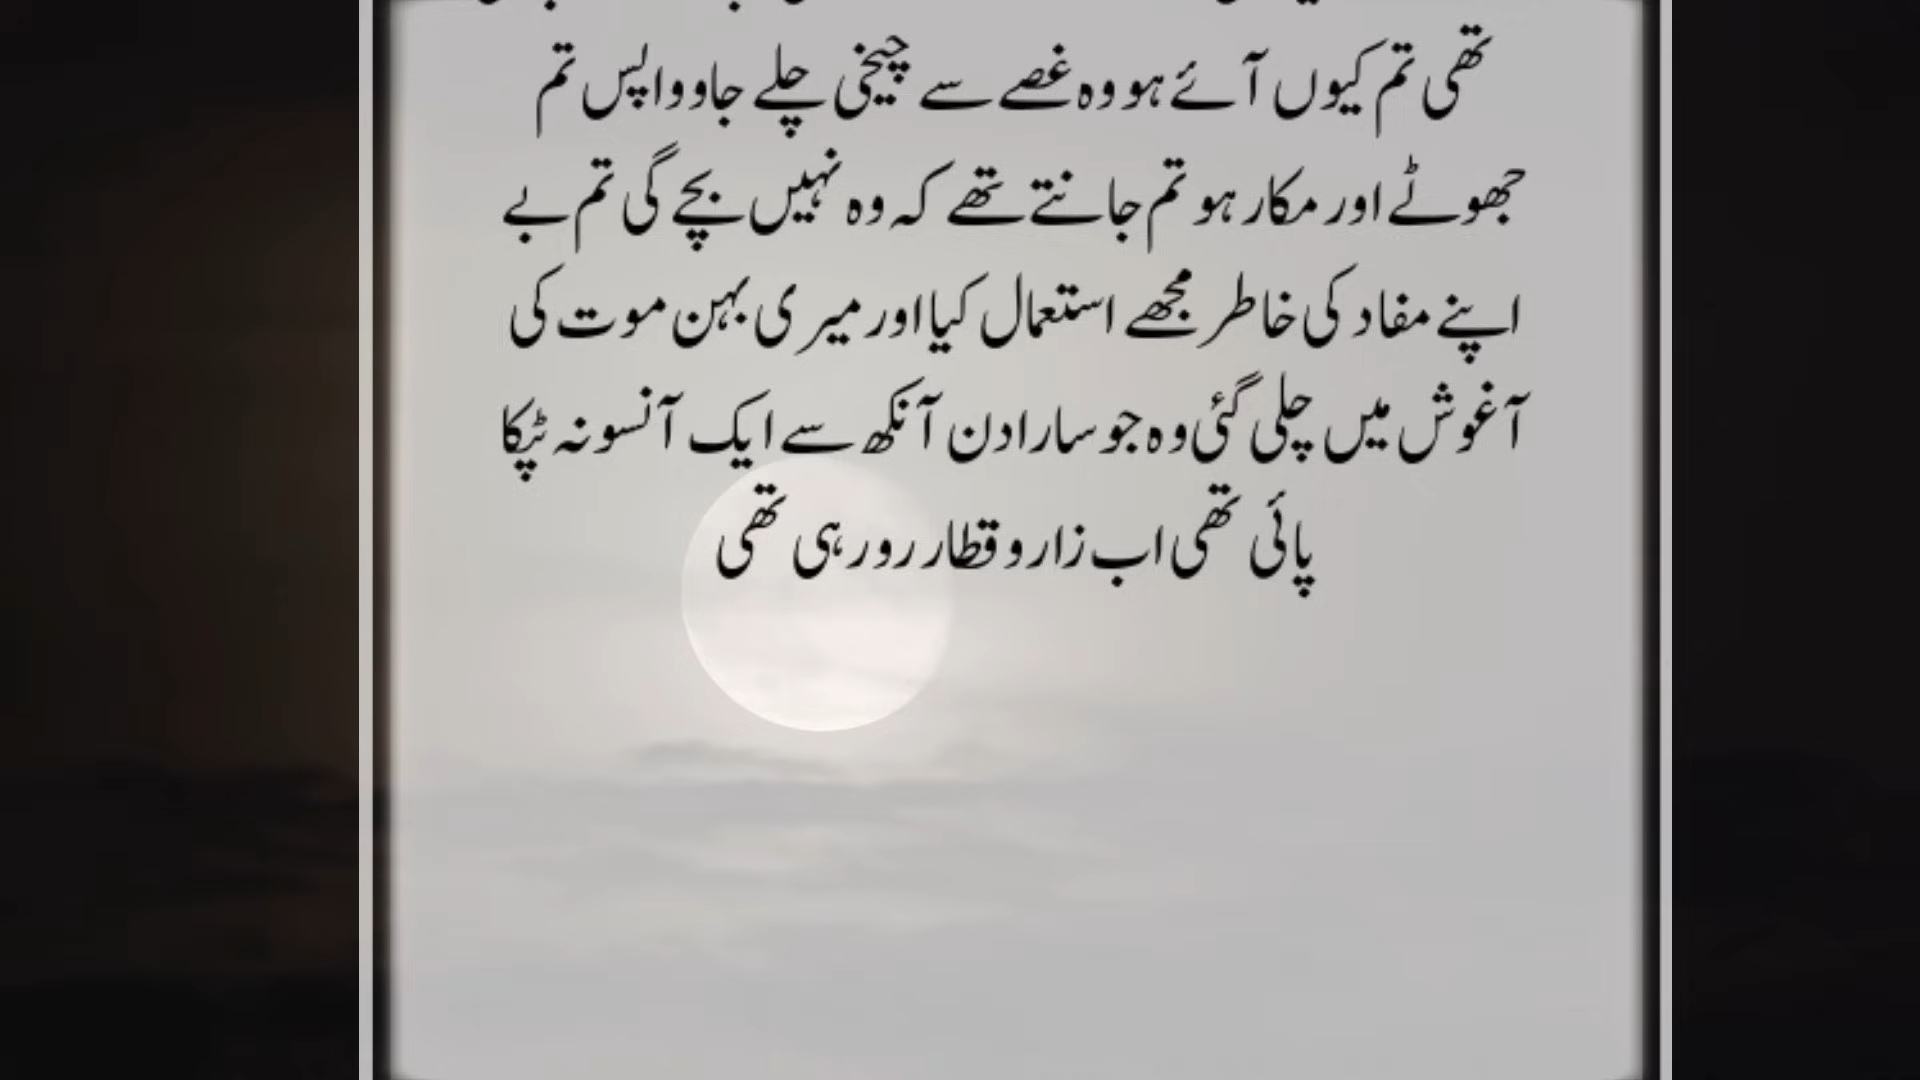 تھی تم کیوں آئے ہو وہ غصے سے چیخی چلے جاو واپس تم
جھوٹے اور مکار ہو تم جانتے تھے کہ وہ نہیں بچے گی تم بے
اپنے مفاد کی خاطر مجھے استعمال کیا اور میری بہن موت کی
آغوش میں چلی گئی وہ جو سارا دن آنکھ سے ایک آنسو نہ ٹپکا
پائی تھی اب زار و قطار رو رہی تھی